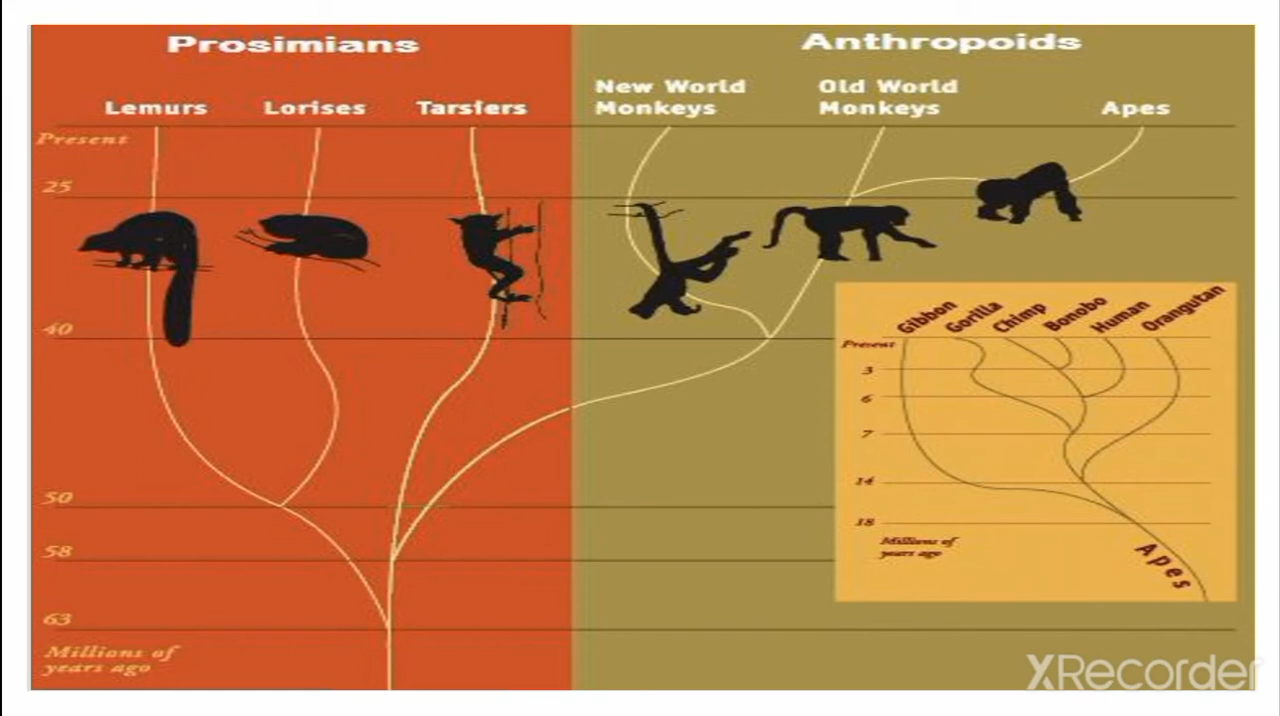 Prosimians
Anthropoids
Lemurs
Lorises
Tarsiers
New World
Monkeys
Old World
Monkeys
Apes
Present
25
40
50
58
63
Millions of
years ago
Gibbon
Gorilla
Chimp
Bonobo
Human
Orangutan
Present
3
6
7
14
18
Millions of
years ago
Apes
XRecorder